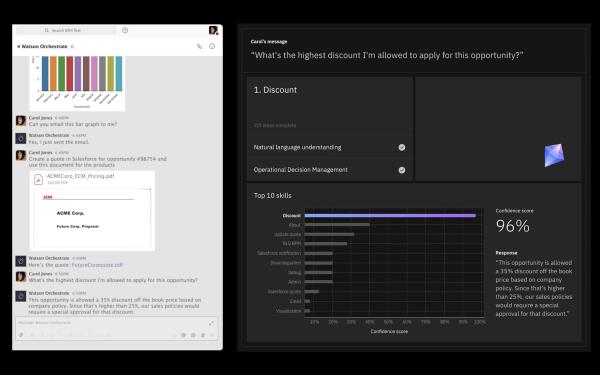 Search BPM Test
Watson Orchestrate
Carol Jones
Can you email this bar graph to me?
Watson Orchestrate
Yes, I just sent the email.
Carol Jones
Create a quote in Salesforce for opportunity #98754 and
use this document for the products
ACMECorp_ECM_Pricing.pdf
ACME
ACME Corp.
Future Corp. Proposal
Watson Orchestrate
Here's the quote: FutureCorpquote.pdf
Carol Jones
What's the highest discount I'm allowed to apply for this opportunity?
Watson Orchestrate
This opportunity is allowed a 35% discount off the book price based on
company policy. Since that's higher than 25%, our sales policies would
require a special approval for that discount.
Message Watson Orchestrate
Carol's message
"What's the highest discount I'm allowed to apply for this opportunity?"
1. Discount
2/2 steps complete
Natural language understanding
Operational Decision Management
Top 10 skills
Discount
About
Update quote
Salesforce notification
Disambiguation
Debug
Admin
Salesforce quote
Email
Visualization
10% 20% 30% 40% 50% 60% 70% 80% 90% 100%
Confidence score
Confidence score
96%
Response
"This opportunity is
allowed a 35% discount
off the book price based
on company policy.
Since that's higher
than 25%, our sales
policies would require
a special approval for
that discount."